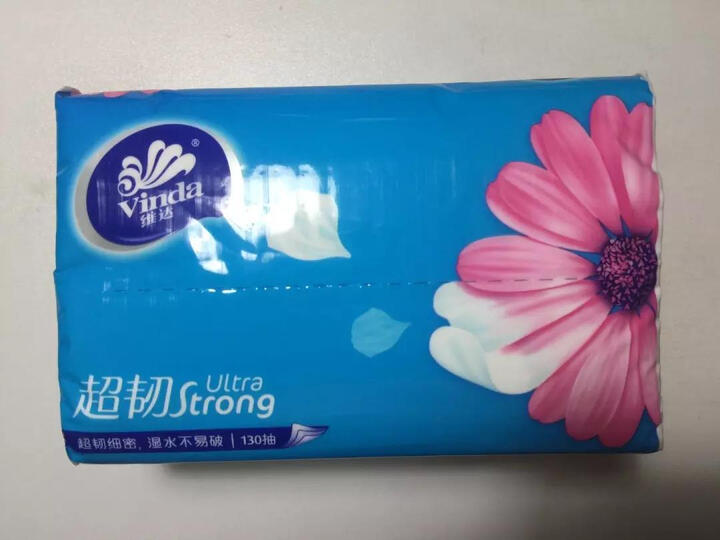 ®
Vinda
维达
超韧 Ultra
Strong
超韧细密，湿水不易破 | 130抽